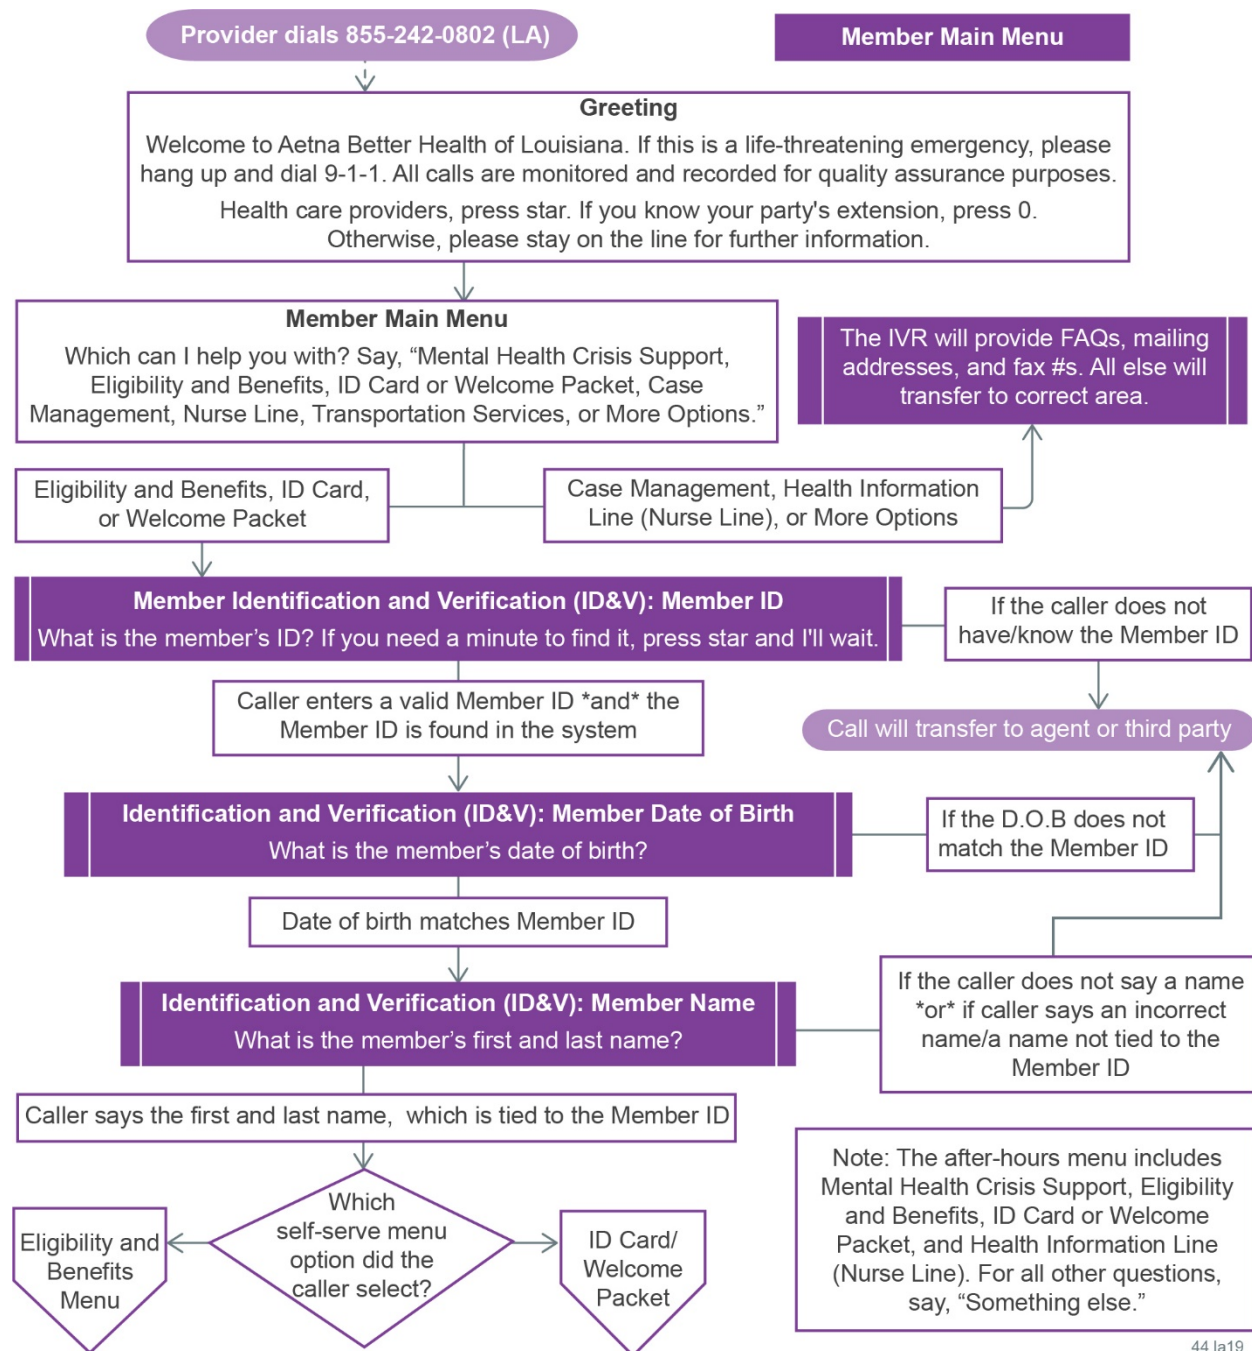 Provider dials 855-242-0802 (LA)
Member Main Menu
Greeting
Welcome to Aetna Better Health of Louisiana. If this is a life-threatening emergency, please
hang up and dial 9-1-1. All calls are monitored and recorded for quality assurance purposes.
Health care providers, press star. If you know your party's extension, press 0.
Otherwise, please stay on the line for further information.
Member Main Menu
Which can I help you with? Say, “Mental Health Crisis Support,
Eligibility and Benefits, ID Card or Welcome Packet, Case
Management, Nurse Line, Transportation Services, or More Options.”
The IVR will provide FAQs, mailing
addresses, and fax #s. All else will
transfer to correct area.
Eligibility and Benefits, ID Card,
or Welcome Packet
Case Management, Health Information
Line (Nurse Line), or More Options
Member Identification and Verification (ID&V): Member ID
What is the member’s ID? If you need a minute to find it, press star and I'll wait.
If the caller does not
have/know the Member ID
Caller enters a valid Member ID *and* the
Member ID is found in the system
Call will transfer to agent or third party
Identification and Verification (ID&V): Member Date of Birth
What is the member’s date of birth?
If the D.O.B does not
match the Member ID
Date of birth matches Member ID
Identification and Verification (ID&V): Member Name
What is the member’s first and last name?
If the caller does not say a name
*or* if caller says an incorrect
name/a name not tied to the
Member ID
Caller says the first and last name, which is tied to the Member ID
Which
self-serve menu
option did the
caller select?
Eligibility and
Benefits
Menu
ID Card/
Welcome
Packet
Note: The after-hours menu includes
Mental Health Crisis Support, Eligibility
and Benefits, ID Card or Welcome
Packet, and Health Information Line
(Nurse Line). For all other questions,
say, “Something else.”
44 la19